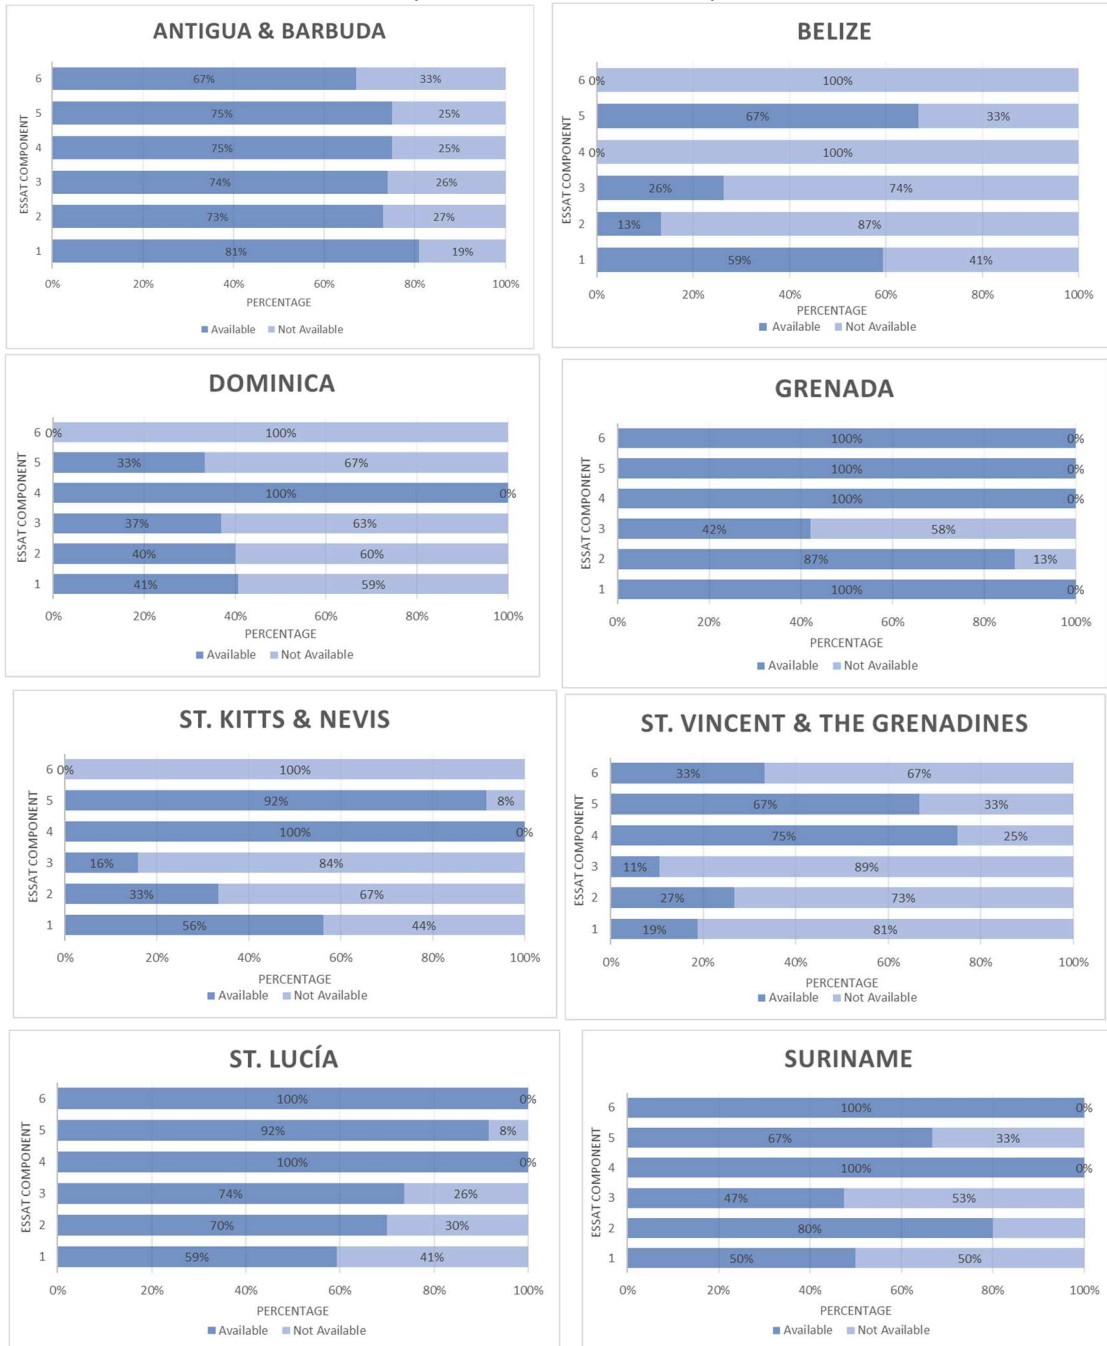 ANTIGUA & BARBUDA
ESSAT COMPONENT
6 67% 33%
5 75% 25%
4 75% 25%
3 74% 26%
2 73% 27%
1 81% 19%
0% 20% 40% 60% 80% 100%
PERCENTAGE
Available Not Available
BELIZE
ESSAT COMPONENT
6 0% 100%
5 67% 33%
4 0% 100%
3 26% 74%
2 13% 87%
1 59% 41%
0% 20% 40% 60% 80% 100%
PERCENTAGE
Available Not Available
DOMINICA
ESSAT COMPONENT
6 0% 100%
5 33% 67%
4 100% 0%
3 37% 63%
2 40% 60%
1 41% 59%
0% 20% 40% 60% 80% 100%
PERCENTAGE
Available Not Available
GRENADA
ESSAT COMPONENT
6 100% 0%
5 100% 0%
4 100% 0%
3 42% 58%
2 87% 13%
1 100% 0%
0% 20% 40% 60% 80% 100%
PERCENTAGE
Available Not Available
ST. KITTS & NEVIS
ESSAT COMPONENT
6 0% 100%
5 92% 8%
4 100% 0%
3 16% 84%
2 33% 67%
1 56% 44%
0% 20% 40% 60% 80% 100%
PERCENTAGE
Available Not Available
ST. VINCENT & THE GRENADINES
ESSAT COMPONENT
6 33% 67%
5 67% 33%
4 75% 25%
3 11% 89%
2 27% 73%
1 19% 81%
0% 20% 40% 60% 80% 100%
PERCENTAGE
Available Not Available
ST. LUCÍA
ESSAT COMPONENT
6 100% 0%
5 92% 8%
4 100% 0%
3 74% 26%
2 70% 30%
1 59% 41%
0% 20% 40% 60% 80% 100%
PERCENTAGE
Available Not Available
SURINAME
ESSAT COMPONENT
6 100% 0%
5 67% 33%
4 100% 0%
3 47% 53%
2 80%
1 50% 50%
0% 20% 40% 60% 80% 100%
PERCENTAGE
Available Not Available